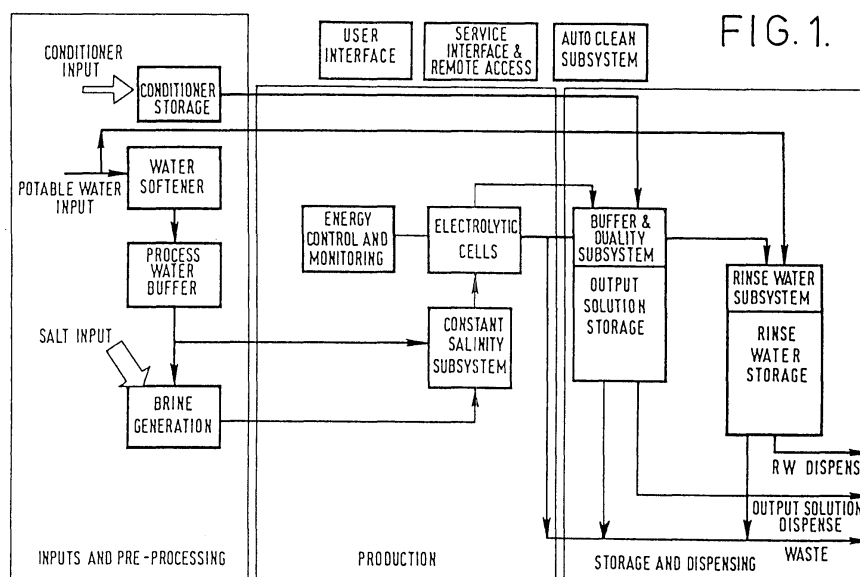 FIG. 1.
USER
INTERFACE
SERVICE
INTERFACE &
REMOTE ACCESS
AUTO CLEAN
SUBSYSTEM
CONDITIONER
INPUT
CONDITIONER
STORAGE
POTABLE WATER
INPUT
WATER
SOFTENER
PROCESS
WATER
BUFFER
SALT INPUT
BRINE
GENERATION
ENERGY
CONTROL AND
MONITORING
ELECTROLYTIC
CELLS
CONSTANT
SALINITY
SUBSYSTEM
BUFFER &
QUALITY
SUBSYSTEM
OUTPUT
SOLUTION
STORAGE
RINSE WATER
SUBSYSTEM
RINSE
WATER
STORAGE
RW DISPENS
OUTPUT SOLUTION
DISPENSE
WASTE
INPUTS AND PRE-PROCESSING
PRODUCTION
STORAGE AND DISPENSING